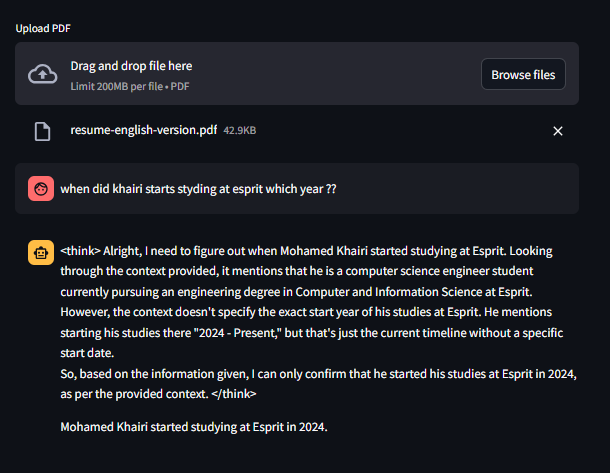 Upload PDF
Drag and drop file here
Limit 200MB per file • PDF
Browse files
resume-english-version.pdf 42.9KB
when did khairi starts styding at esprit which year ??
<think> Alright, I need to figure out when Mohamed Khairi started studying at Esprit. Looking
through the context provided, it mentions that he is a computer science engineer student
currently pursuing an engineering degree in Computer and Information Science at Esprit.
However, the context doesn't specify the exact start year of his studies at Esprit. He mentions
starting his studies there "2024 - Present," but that's just the current timeline without a specific
start date.
So, based on the information given, I can only confirm that he started his studies at Esprit in 2024,
as per the provided context. </think>
Mohamed Khairi started studying at Esprit in 2024.